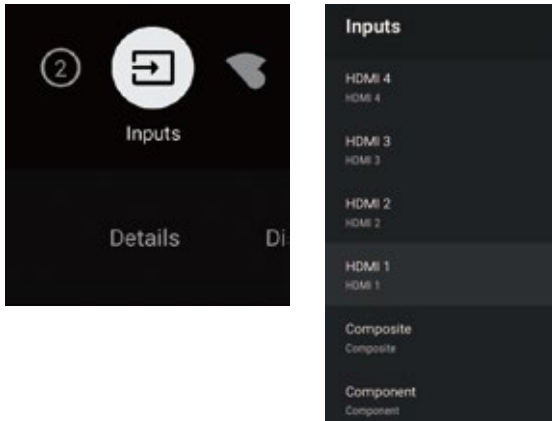 2
Inputs
Details
Di
Inputs
HDMI 4
HDMI 4
HDMI 3
HDMI 3
HDMI 2
HDMI 2
HDMI 1
HDMI 1
Composite
Composite
Component
Component